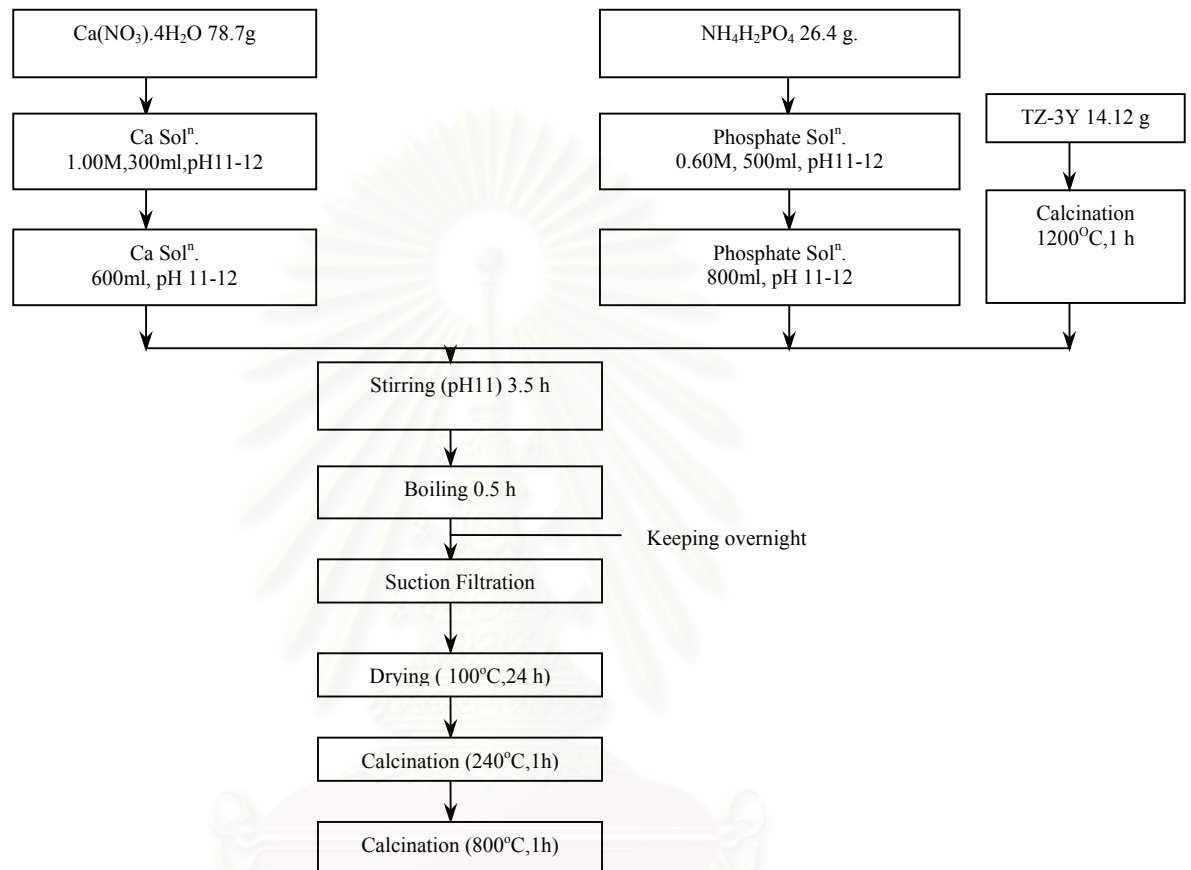 Ca(NO₃).4H₂O 78.7g
NH₄H₂PO₄ 26.4 g.
TZ-3Y 14.12 g
Ca Solⁿ.
1.00M,300ml,pH11-12
Phosphate Solⁿ.
0.60M, 500ml, pH11-12
Calcination
1200ᴼC,1 h
Ca Solⁿ.
600ml, pH 11-12
Phosphate Solⁿ.
800ml, pH 11-12
Stirring (pH11) 3.5 h
Boiling 0.5 h
Keeping overnight
Suction Filtration
Drying ( 100ᵒC,24 h)
Calcination (240ᵒC,1h)
Calcination (800ᵒC,1h)